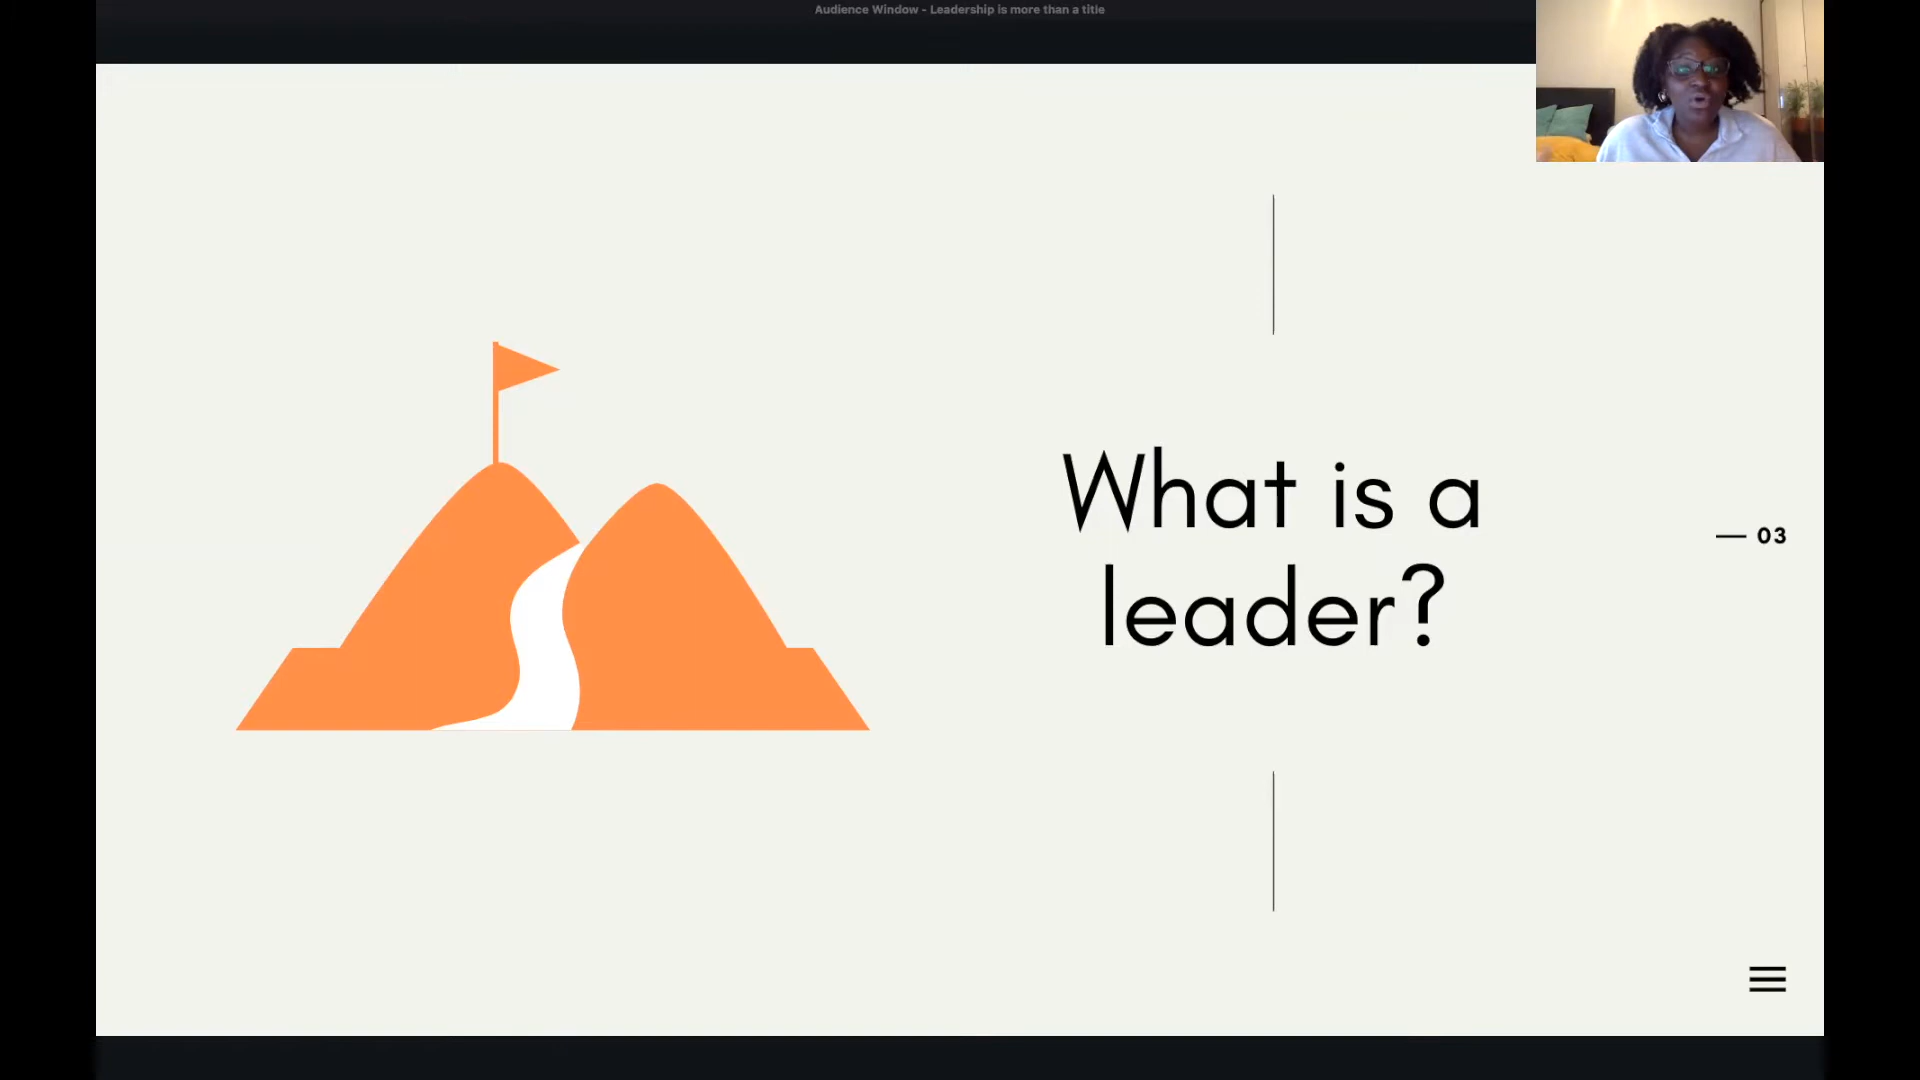 Audience Window - Leadership is more than a title
What is a
leader?
— 03